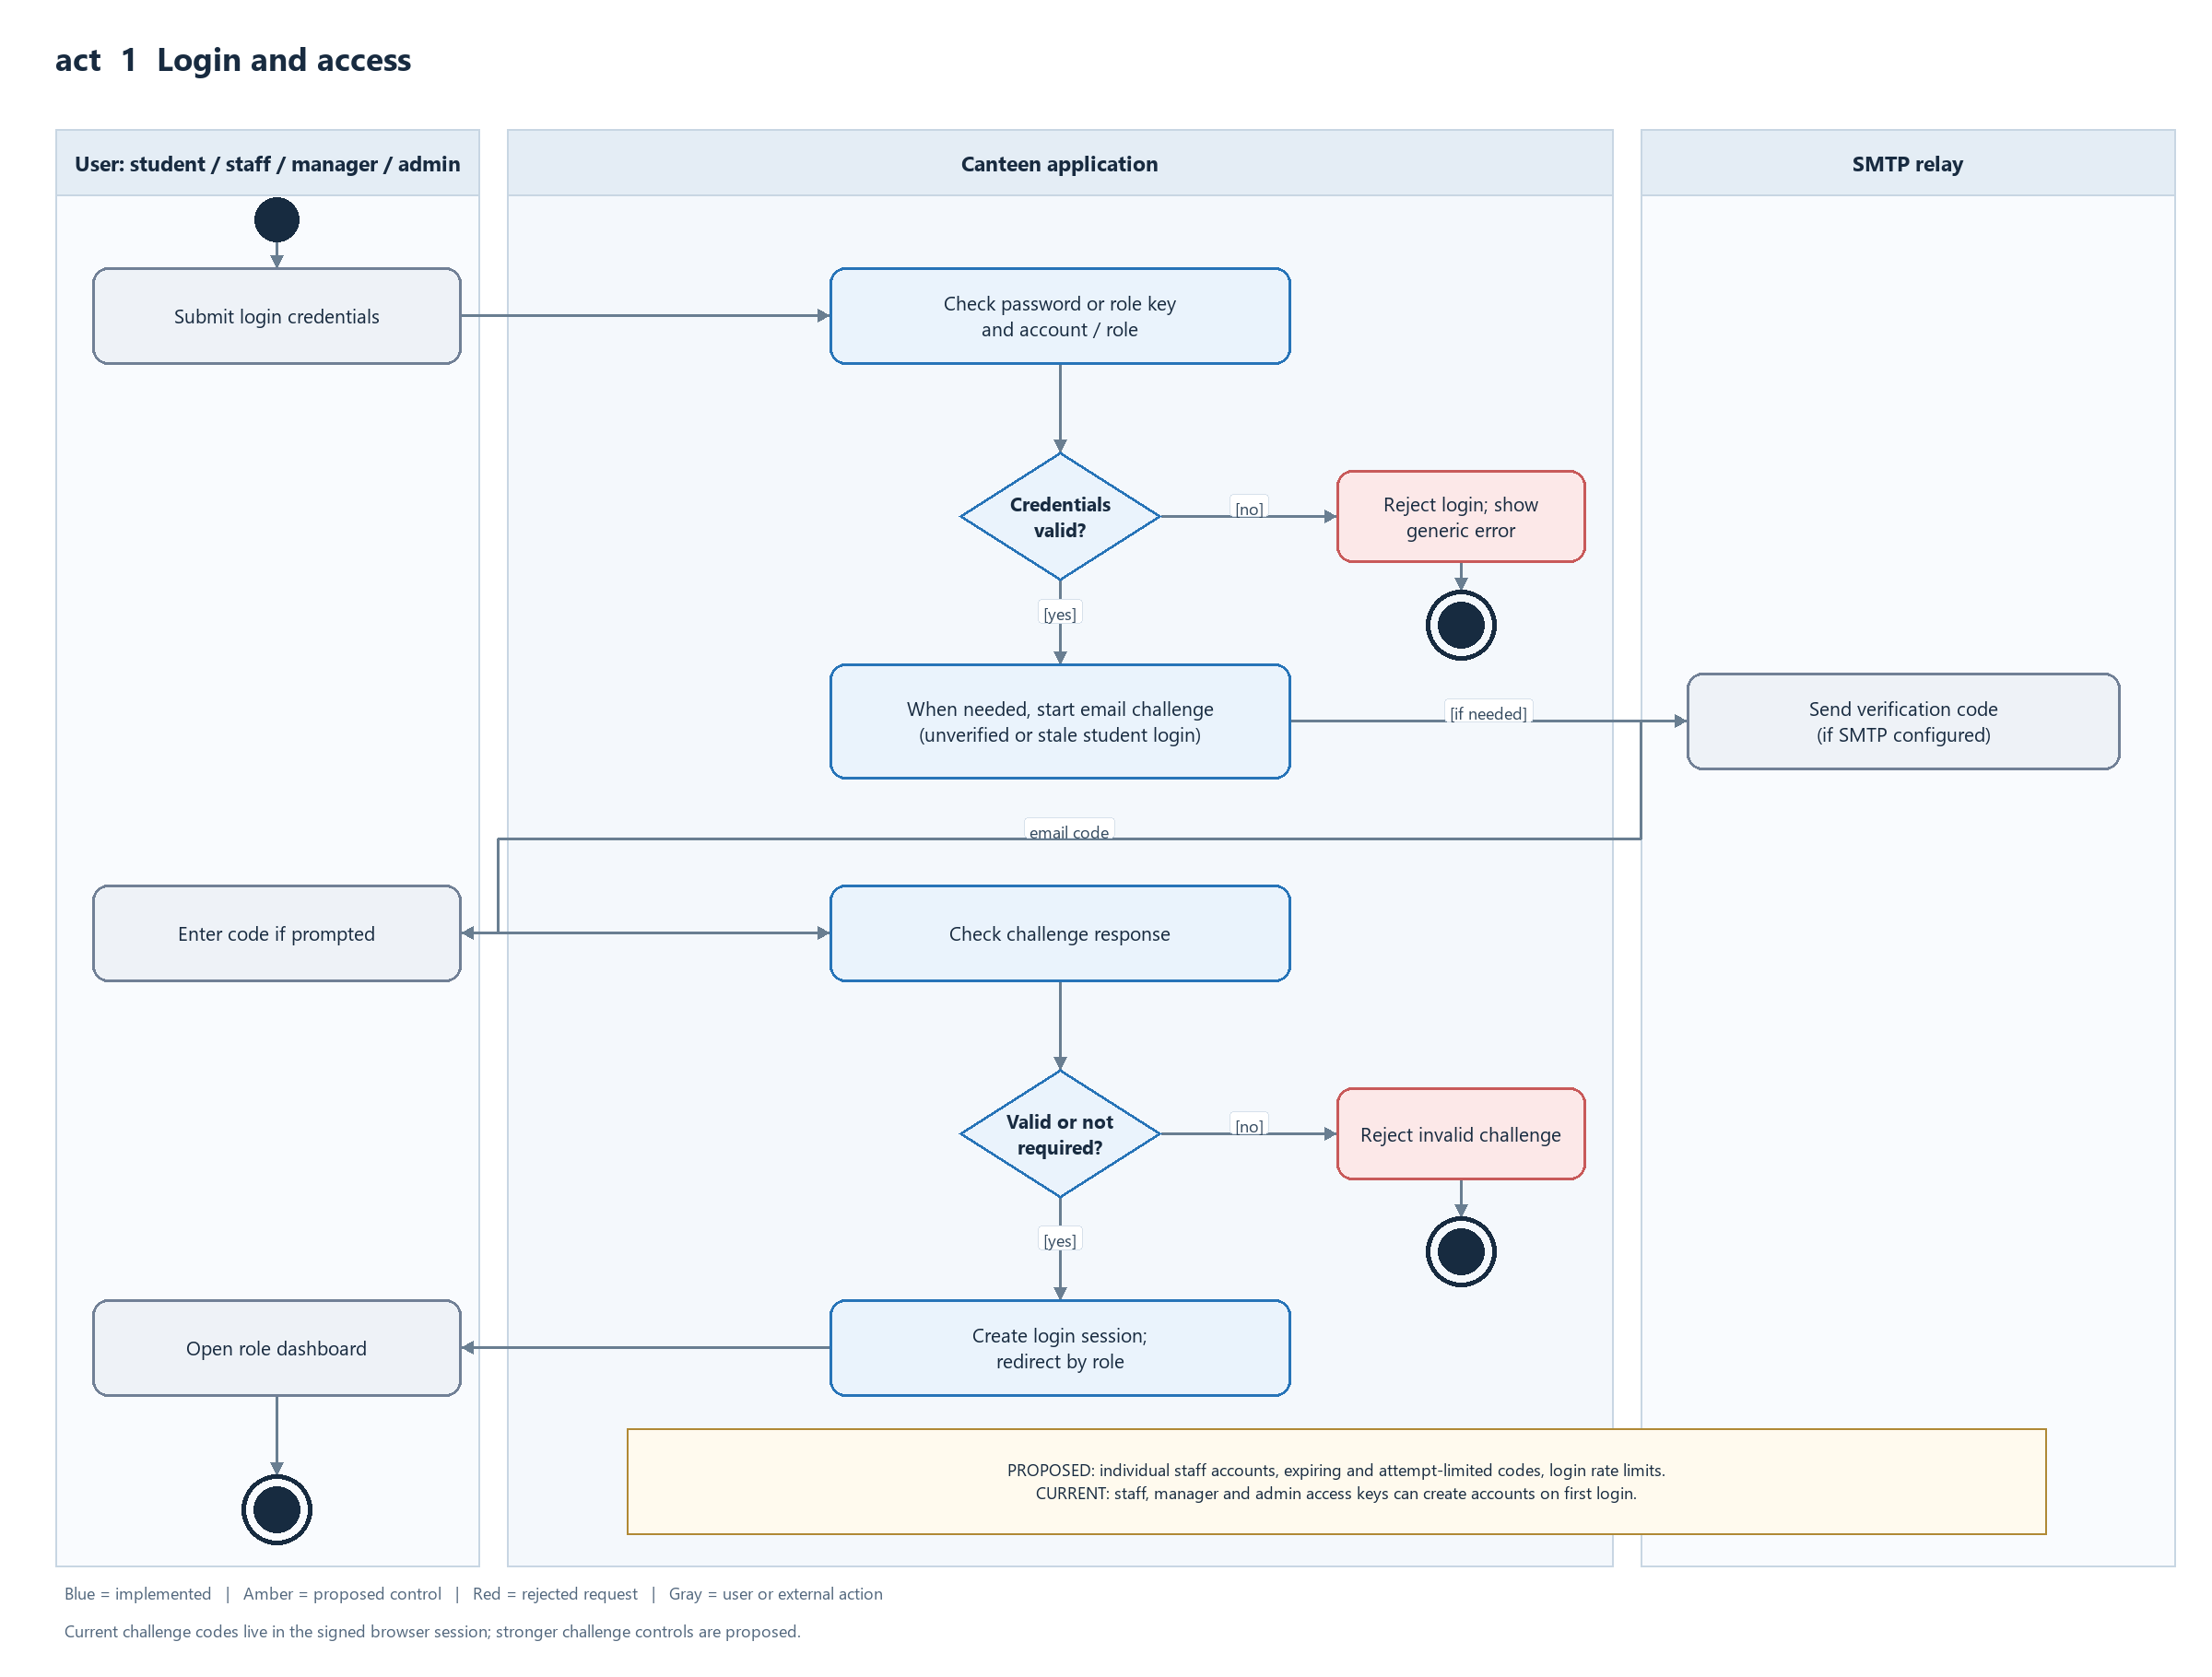 act 1 Login and access
User: student / staff / manager / admin
Canteen application
SMTP relay
Submit login credentials
Check password or role key
and account / role
Credentials
valid?
[no]
Reject login; show
generic error
[yes]
When needed, start email challenge
(unverified or stale student login)
[if needed]
Send verification code
(if SMTP configured)
email code
Enter code if prompted
Check challenge response
Valid or not
required?
[no]
Reject invalid challenge
[yes]
Open role dashboard
Create login session;
redirect by role
PROPOSED: individual staff accounts, expiring and attempt-limited codes, login rate limits.
CURRENT: staff, manager and admin access keys can create accounts on first login.
Blue = implemented | Amber = proposed control | Red = rejected request | Gray = user or external action
Current challenge codes live in the signed browser session; stronger challenge controls are proposed.